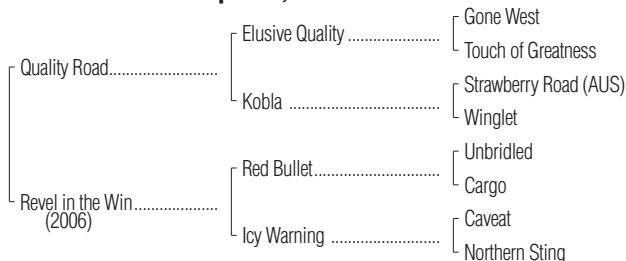 Gone West
Elusive Quality ....................
Touch of Greatness
Quality Road........................
Strawberry Road (AUS)
Kobla .................................
Winglet
Unbridled
Red Bullet...........................
Cargo
Revel in the Win..................
(2006)
Caveat
Icy Warning ........................
Northern Sting